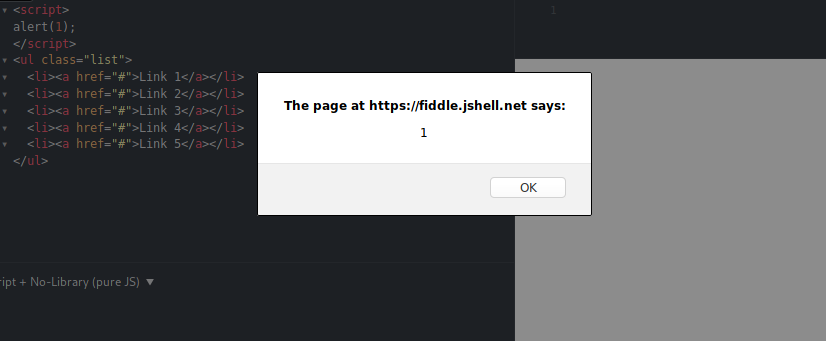 <script>
alert(1);
</script>
<ul class="list">
<li><a href="#">Link 1</a></li>
<li><a href="#">Link 2</a></li>
<li><a href="#">Link 3</a></li>
<li><a href="#">Link 4</a></li>
<li><a href="#">Link 5</a></li>
</ul>
1
The page at https://fiddle.jshell.net says:
1
OK
ript + No-Library (pure JS) ▼